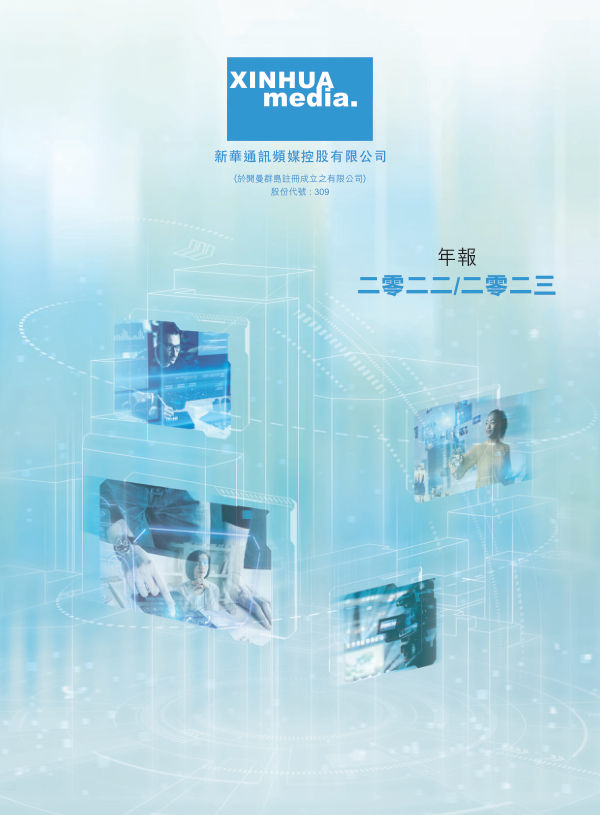 XINHUA
media.
新華通訊頻媒控股有限公司
(於開曼群島註冊成立之有限公司)
股份代號 : 309
年報
二零二二/二零二三